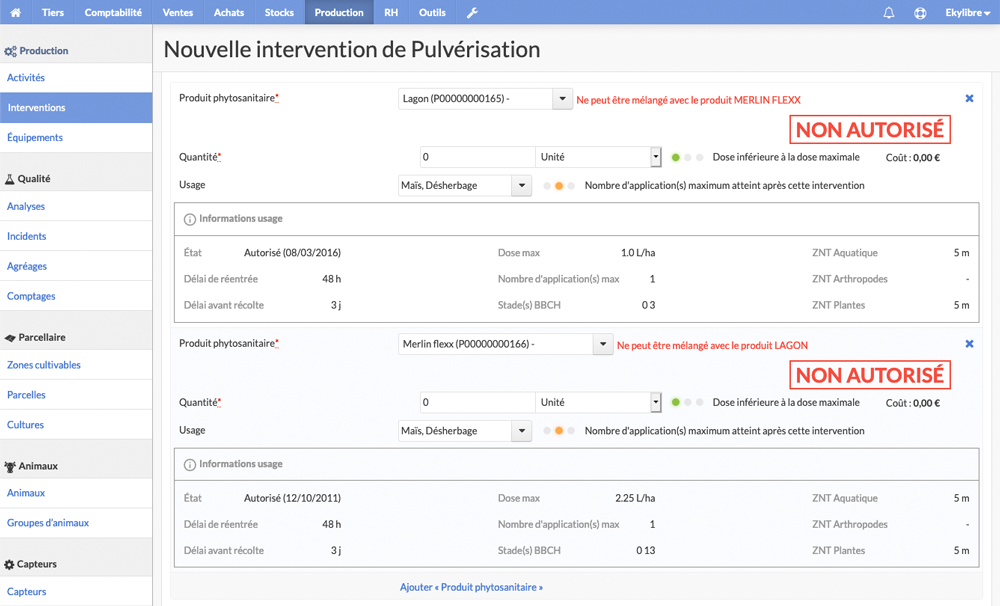 Tiers Comptabilité Ventes Achats Stocks Production RH Outils Ekylibre
Production
Activités
Interventions
Équipements
Qualité
Analyses
Incidents
Agréages
Comptages
Parcellaire
Zones cultivables
Parcelles
Cultures
Animaux
Animaux
Groupes d'animaux
Capteurs
Capteurs
Nouvelle intervention de Pulvérisation
Produit phytosanitaire* Lagon (P00000000165) - Ne peut être mélangé avec le produit MERLIN FLEXX
NON AUTORISÉ
Quantité* 0 Unité Dose inférieure à la dose maximale Coût : 0,00 €
Usage Maïs, Désherbage Nombre d'application(s) maximum atteint après cette intervention
Informations usage
État Autorisé (08/03/2016) Dose max 1.0 L/ha ZNT Aquatique 5 m
Délai de réentrée 48 h Nombre d'application(s) max 1 ZNT Arthropodes -
Délai avant récolte 3 j Stade(s) BBCH 0 3 ZNT Plantes 5 m
Produit phytosanitaire* Merlin flexx (P00000000166) - Ne peut être mélangé avec le produit LAGON
NON AUTORISÉ
Quantité* 0 Unité Dose inférieure à la dose maximale Coût : 0,00 €
Usage Maïs, Désherbage Nombre d'application(s) maximum atteint après cette intervention
Informations usage
État Autorisé (12/10/2011) Dose max 2.25 L/ha ZNT Aquatique 5 m
Délai de réentrée 48 h Nombre d'application(s) max 1 ZNT Arthropodes -
Délai avant récolte 3 j Stade(s) BBCH 0 13 ZNT Plantes 5 m
Ajouter « Produit phytosanitaire »